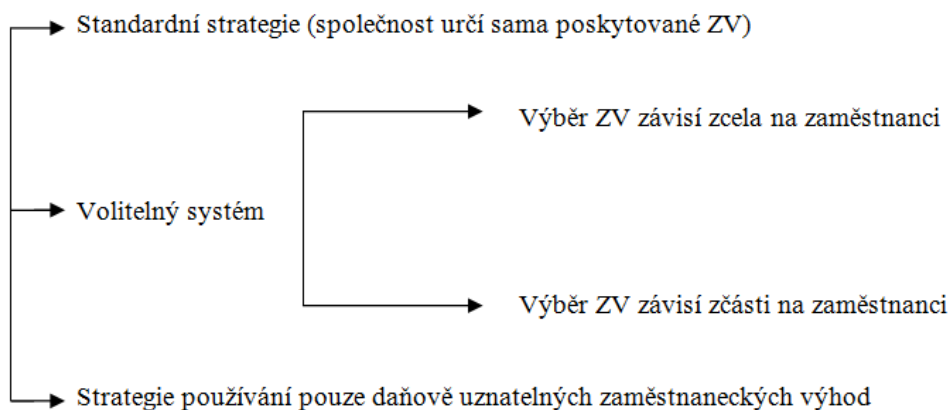 Standardní strategie (společnost určí sama poskytované ZV)
Výběr ZV závisí zcela na zaměstnanci
Volitelný systém
Výběr ZV závisí zčásti na zaměstnanci
Strategie používání pouze daňově uznatelných zaměstnaneckých výhod